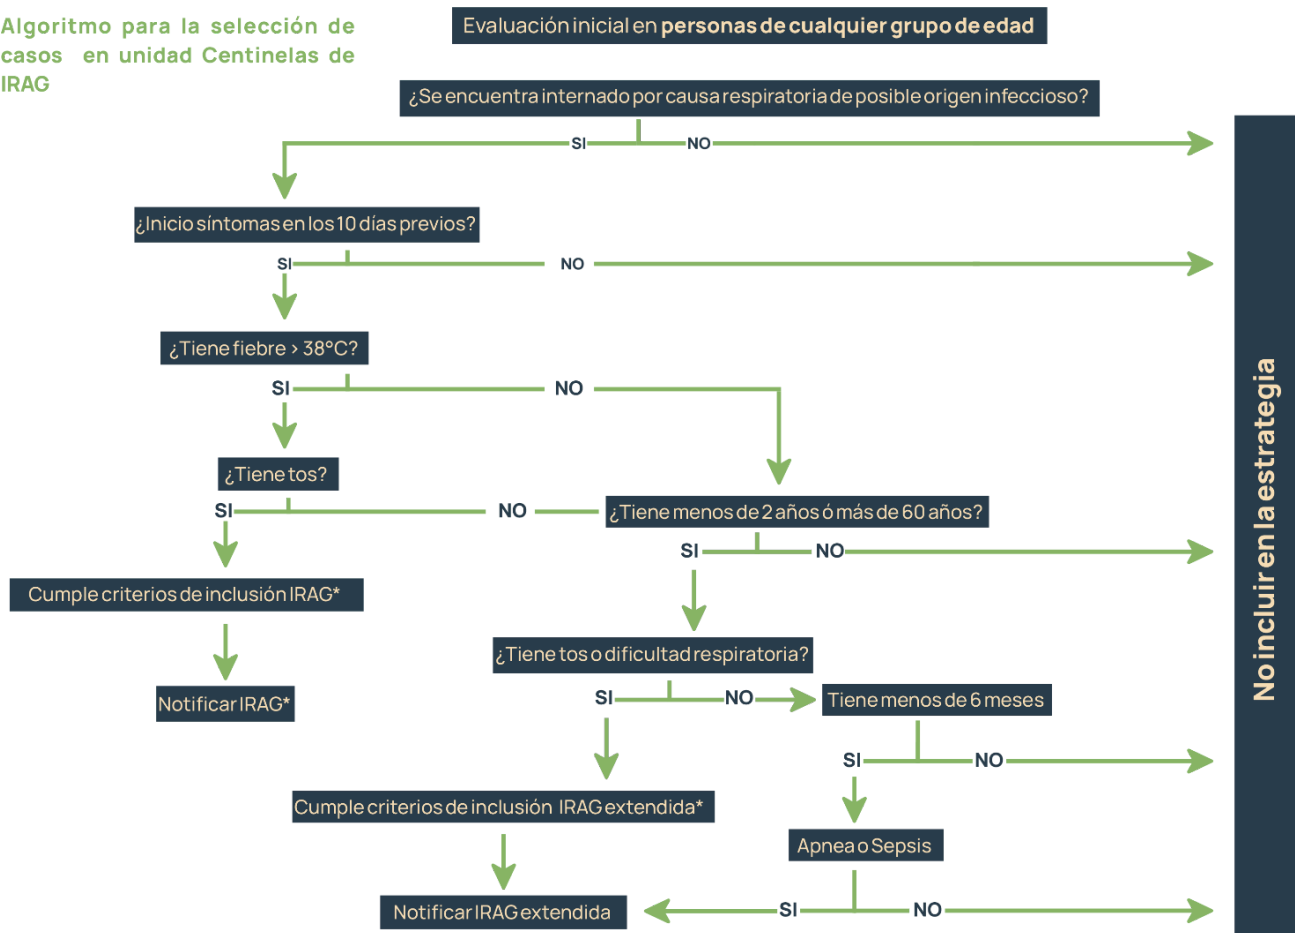 Algoritmo para la selección de
casos en unidad Centinelas de
IRAG
Evaluación inicial en personas de cualquier grupo de edad
¿Se encuentra internado por causa respiratoria de posible origen infeccioso?
SI
NO
¿Inicio síntomas en los 10 días previos?
SI
NO
¿Tiene fiebre > 38°C?
SI
NO
¿Tiene tos?
SI
NO
¿Tiene menos de 2 años ó más de 60 años?
SI
NO
Cumple criterios de inclusión IRAG*
Notificar IRAG*
¿Tiene tos o dificultad respiratoria?
SI
NO
Tiene menos de 6 meses
SI
NO
Cumple criterios de inclusión IRAG extendida*
Apnea o Sepsis
SI
NO
Notificar IRAG extendida
No incluir en la estrategia